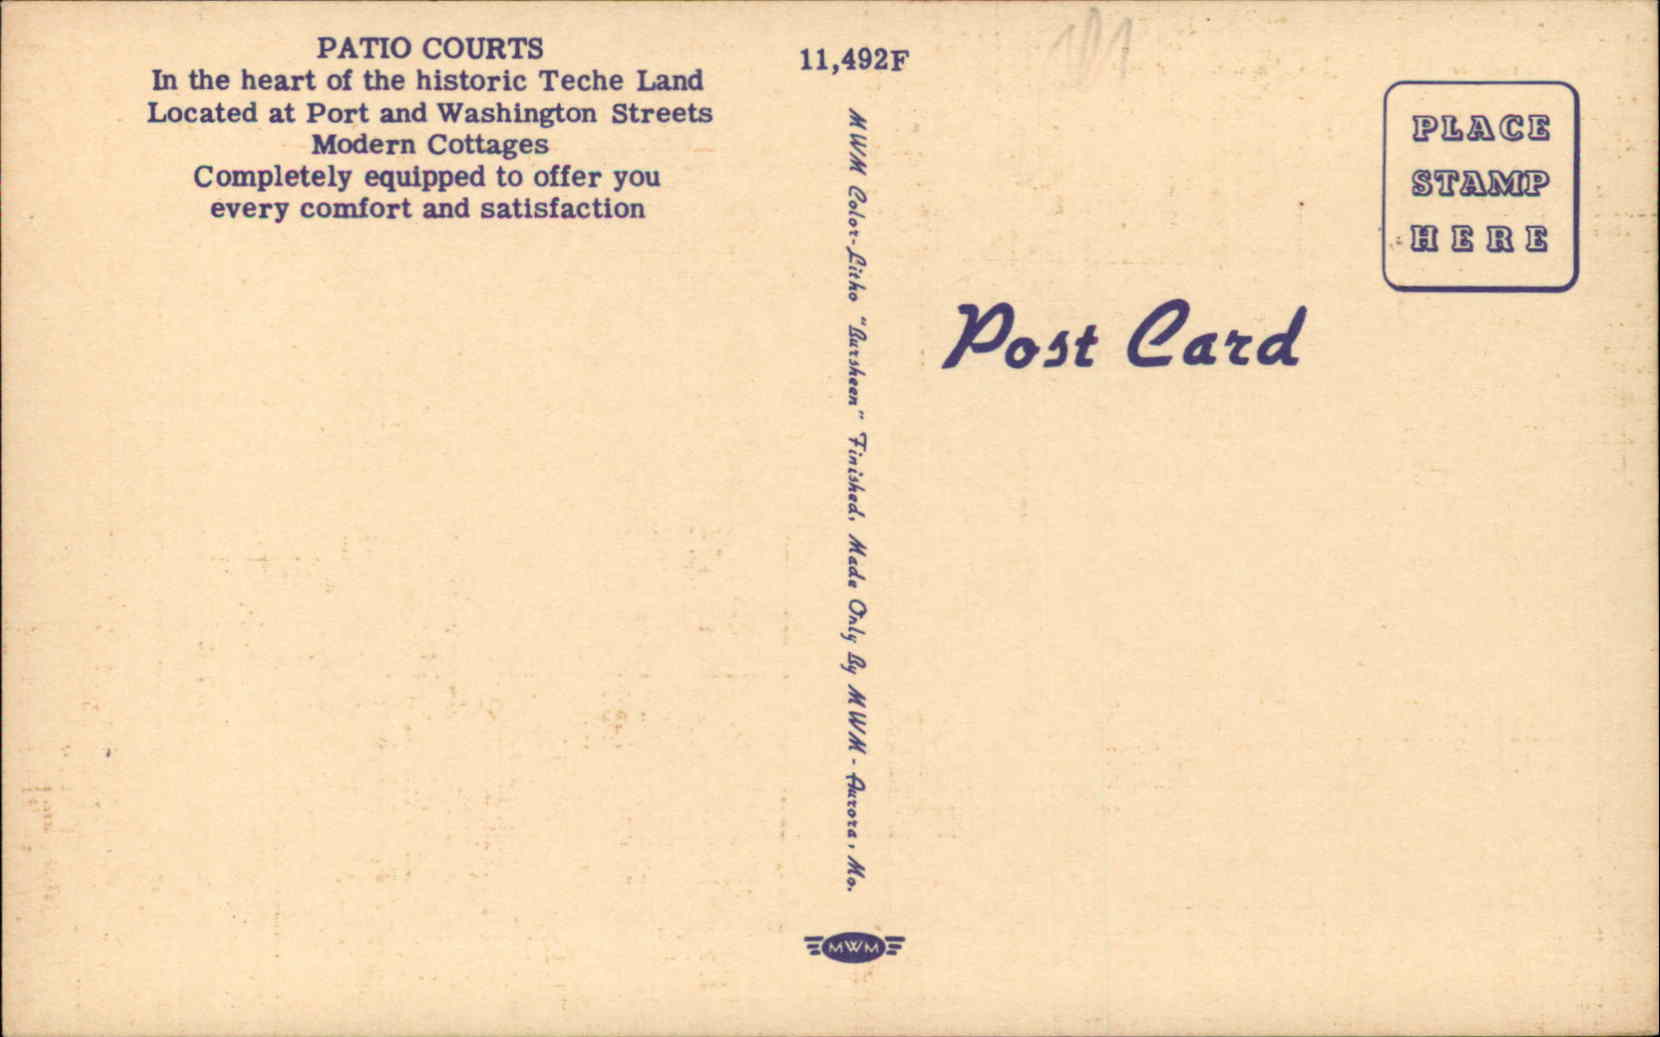 PATIO COURTS
In the heart of the historic Teche Land
Located at Port and Washington Streets
Modern Cottages
Completely equipped to offer you
every comfort and satisfaction
11,492F
MWM Color-Litho "Bursheen" Finished, Made Only By MWM - Aurora, Mo.
MWM
Post Card
PLACE
STAMP
HERE